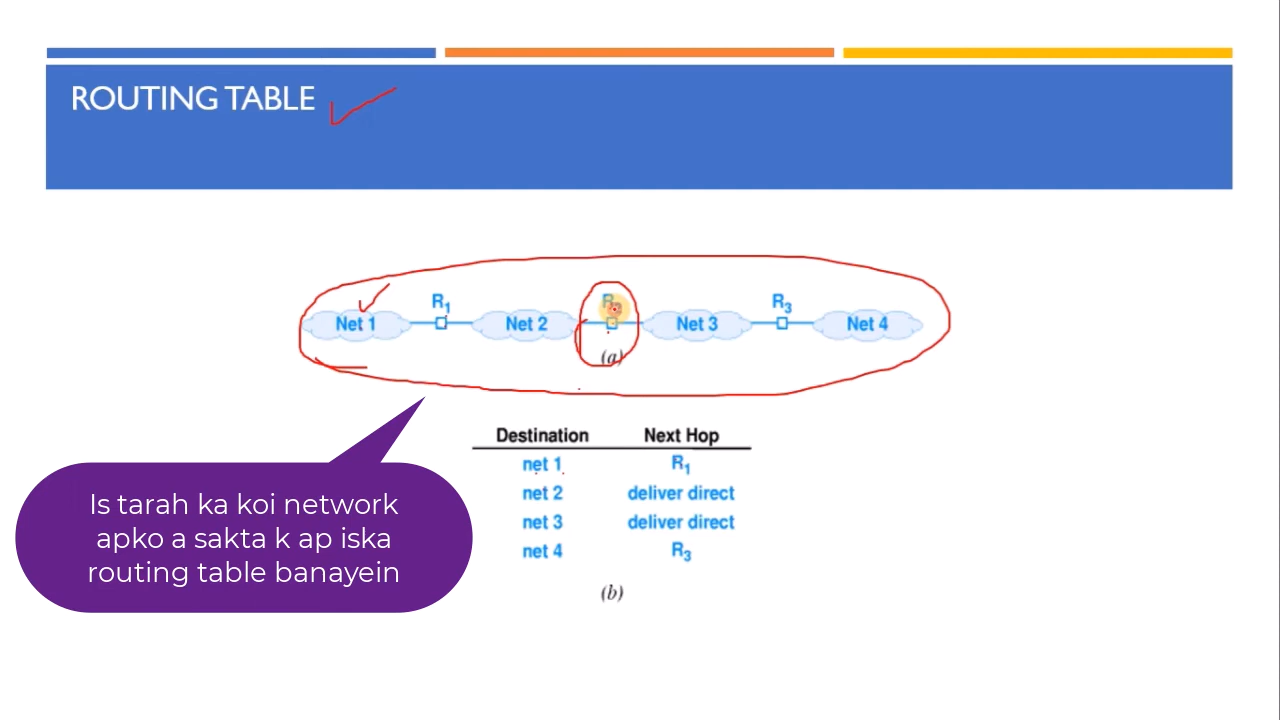 ROUTING TABLE
R1 R3
Net 1 Net 2 Net 3 Net 4
(a)
Destination Next Hop
net 1 R1
net 2 deliver direct
net 3 deliver direct
net 4 R3
(b)
Is tarah ka koi network
apko a sakta k ap iska
routing table banayein